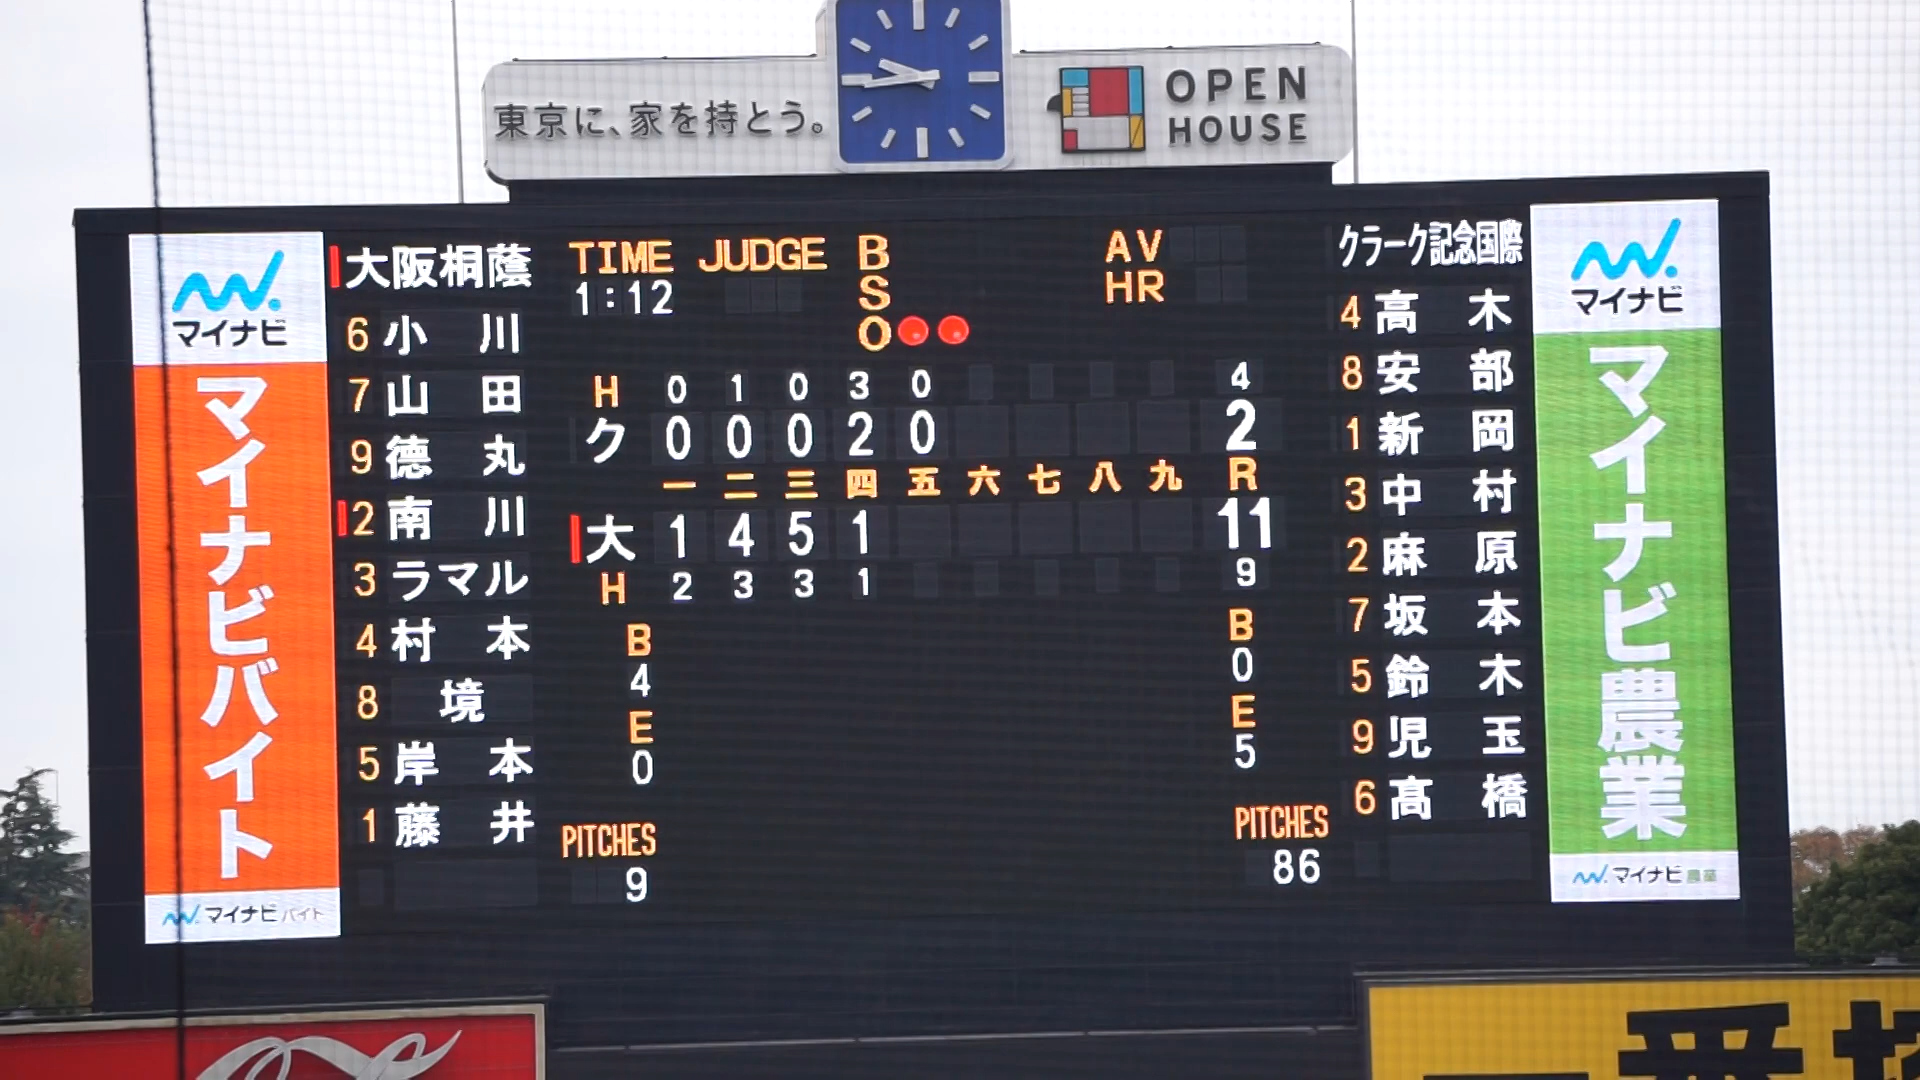 東京に、家を持とう。
OPEN
HOUSE
マイナビ
マイナビバイト
マイナビバイト
大阪桐蔭
6 小川
7 山田
9 徳丸
2 南川
3 ラマル
4 村本
8 境
5 岸本
1 藤井
TIME JUDGE
1:12
B
S
O
AV
HR
H 0 1 0 3 0 4
ク 0 0 0 2 0 2
一 二 三 四 五 六 七 八 九 R
大 1 4 5 1 11
H 2 3 3 1 9
B
4
E
0
PITCHES
9
B
0
E
5
PITCHES
86
クラーク記念国際
4 高木
8 安部
1 新岡
3 中村
2 麻原
7 坂本
5 鈴木
9 児玉
6 髙橋
マイナビ
マイナビ農業
マイナビ農業
一番